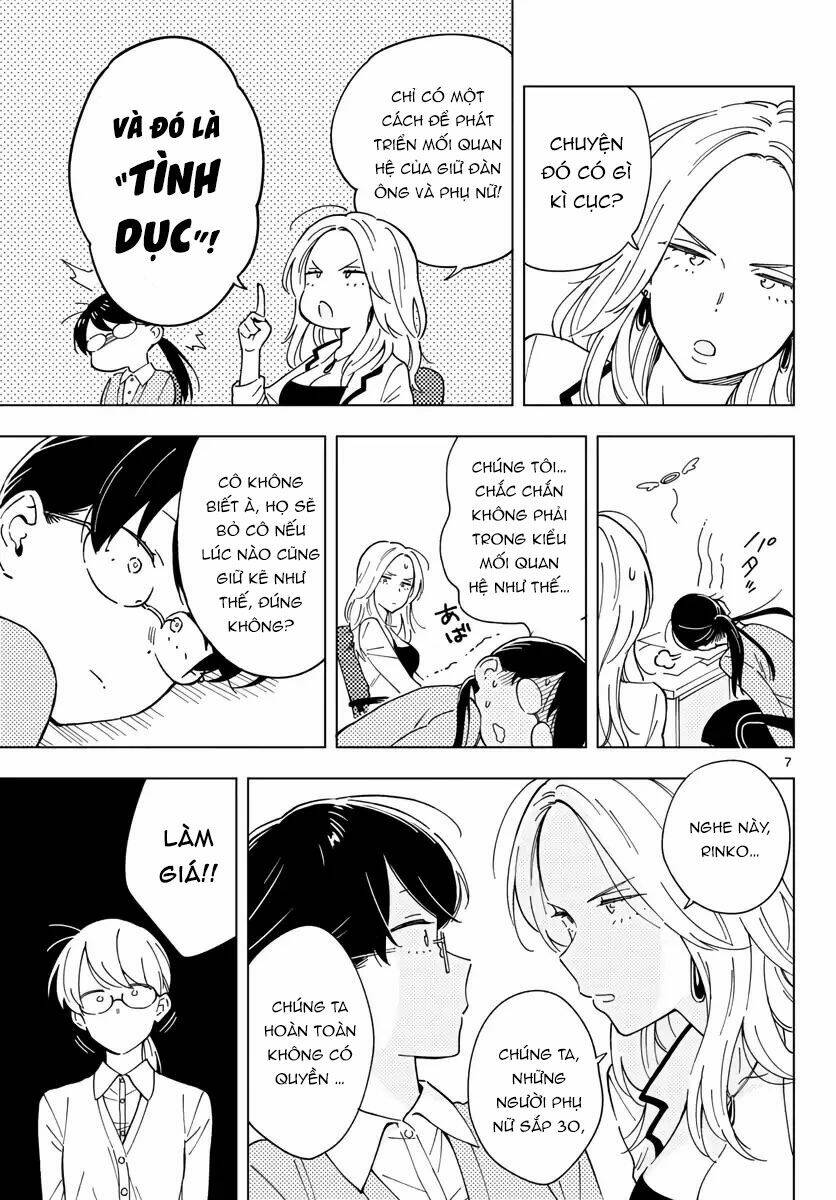 CHUYỆN
ĐÓ CÓ GÌ
KÌ CỤC?
CHỈ CÓ MỘT
CÁCH ĐỂ PHÁT
TRIỂN MỐI QUAN
HỆ CỦA GIỮ ĐÀN
ÔNG VÀ PHỤ NỮ!
VÀ ĐÓ LÀ
"TÌNH
DỤC"!
バタ
CHÚNG TÔI...
CHẮC CHẮN
KHÔNG PHẢI
TRONG KIỂU
MỐI QUAN
HỆ NHƯ THẾ...
あばば
CÔ KHÔNG
BIẾT À, HỌ SẼ
BỎ CÔ NẾU
LÚC NÀO CŨNG
GIỮ KẼ NHƯ
THẾ, ĐÚNG
KHÔNG?
7
NGHE NÀY,
RINKO...
CHÚNG TA,
NHỮNG
NGƯỜI PHỤ
NỮ SẮP 30,
CHÚNG TA
HOÀN TOÀN
KHÔNG CÓ
QUYỀN ...
LÀM
GIÁ!!